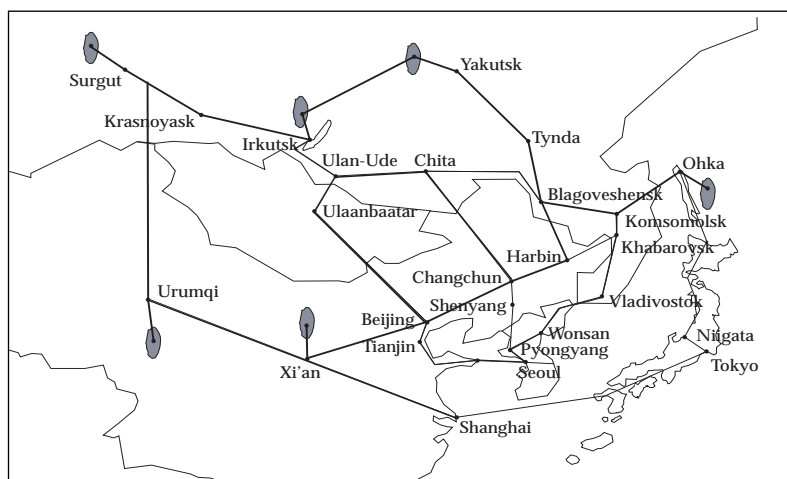 Surgut
Yakutsk
Krasnoyask
Irkutsk
Tynda
Ulan-Ude
Chita
Ohka
Blagoveshensk
Ulaanbaatar
Komsomolsk
Khabarovsk
Harbin
Changchun
Urumqi
Shenyang
Vladivostok
Beijing
Tianjin
Wonsan
Niigata
Pyongyang
Xi'an
Seoul
Tokyo
Shanghai